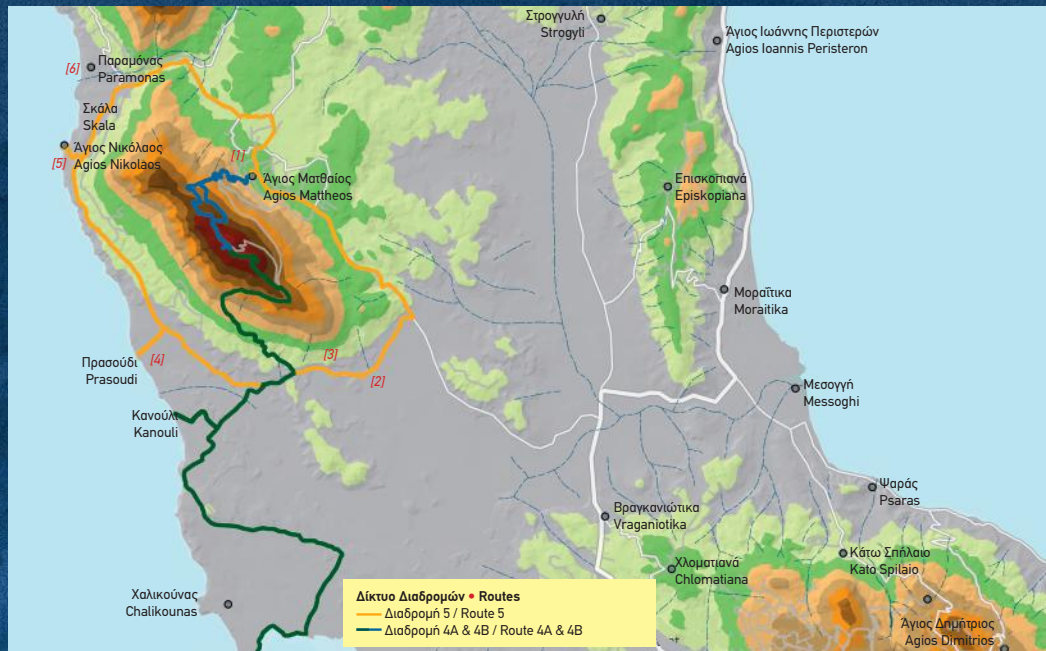 Στρογγυλή
Strogyli
Άγιος Ιωάννης Περιστερών
Agios Ioannis Peristeron
[6]
Παραμόνας
Paramonas
Σκάλα
Skala
Άγιος Νικόλαος
Agios Nikolaos
[5]
[1]
Άγιος Ματθαίος
Agios Mattheos
Επισκοπιανά
Episkopiana
Μοραΐτικα
Moraitika
[3]
[4]
[2]
Πρασούδι
Prasoudi
Μεσογγή
Messoghi
Κανούλι
Kanouli
Ψαράς
Psaras
Βραγκανιώτικα
Vraganiotika
Κάτω Σπήλαιο
Kato Spilaio
Χλοματιανά
Chlomatiana
Χαλικούνας
Chalikounas
Άγιος Δημήτριος
Agios Dimitrios
Δίκτυο Διαδρομών • Routes
Διαδρομή 5 / Route 5
Διαδρομή 4Α & 4Β / Route 4A & 4B